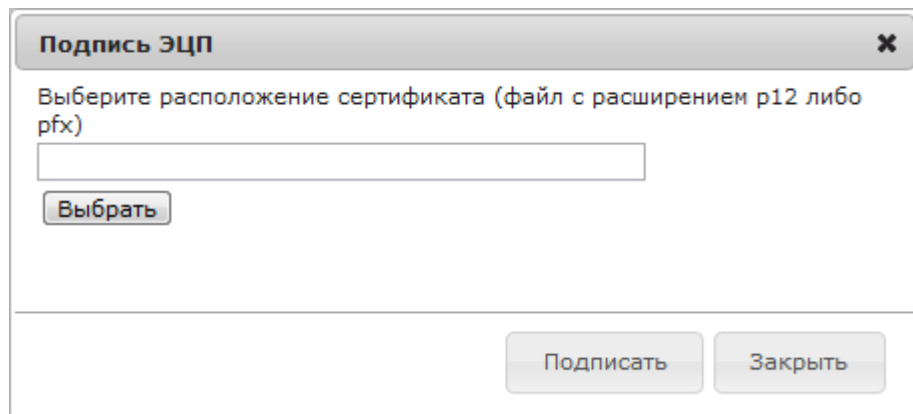 Подпись ЭЦП
Выберите расположение сертификата (файл с расширением p12 либо
pfx)
Выбрать
Подписать Закрыть